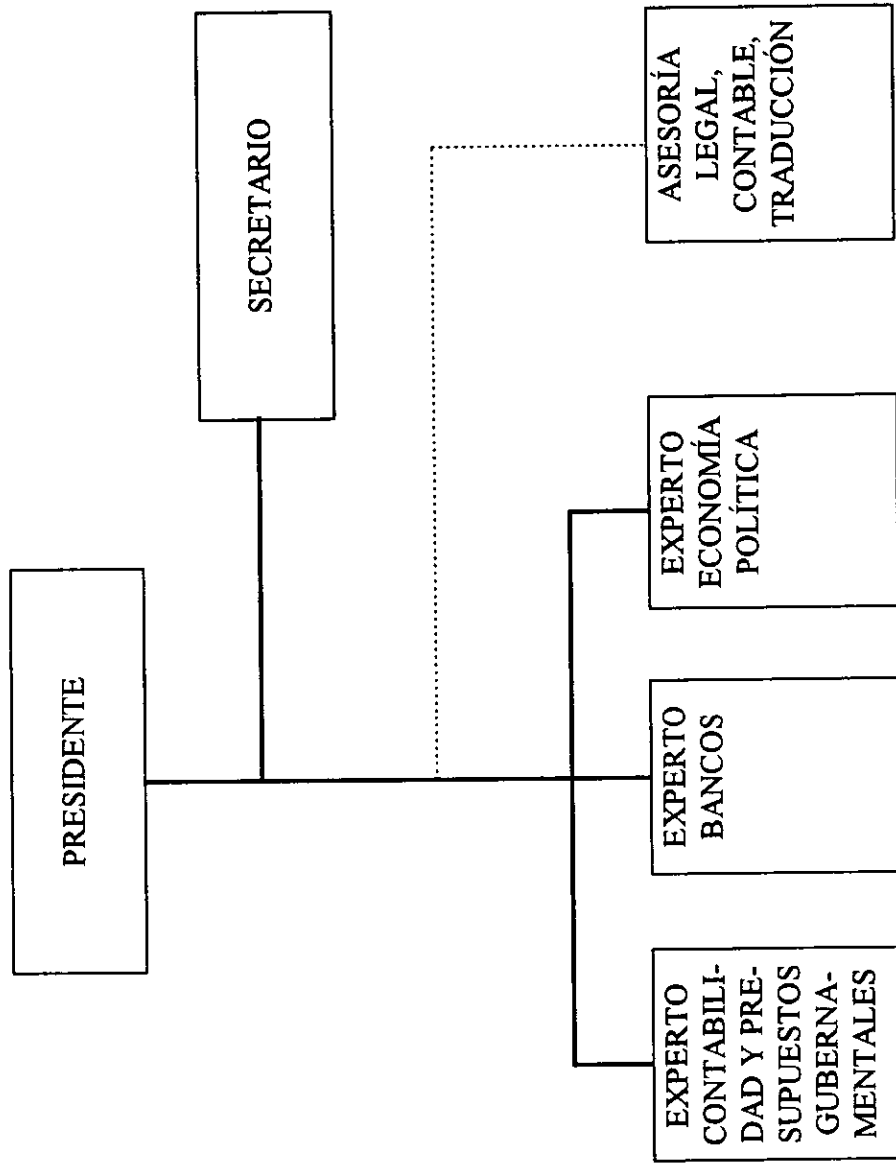 PRESIDENTE
SECRETARIO
EXPERTO
CONTABILI-
DAD Y PRE-
SUPUESTOS
GUBERNA-
MENTALES
EXPERTO
BANCOS
EXPERTO
ECONOMÍA
POLÍTICA
ASESORÍA
LEGAL,
CONTABLE,
TRADUCCIÓN